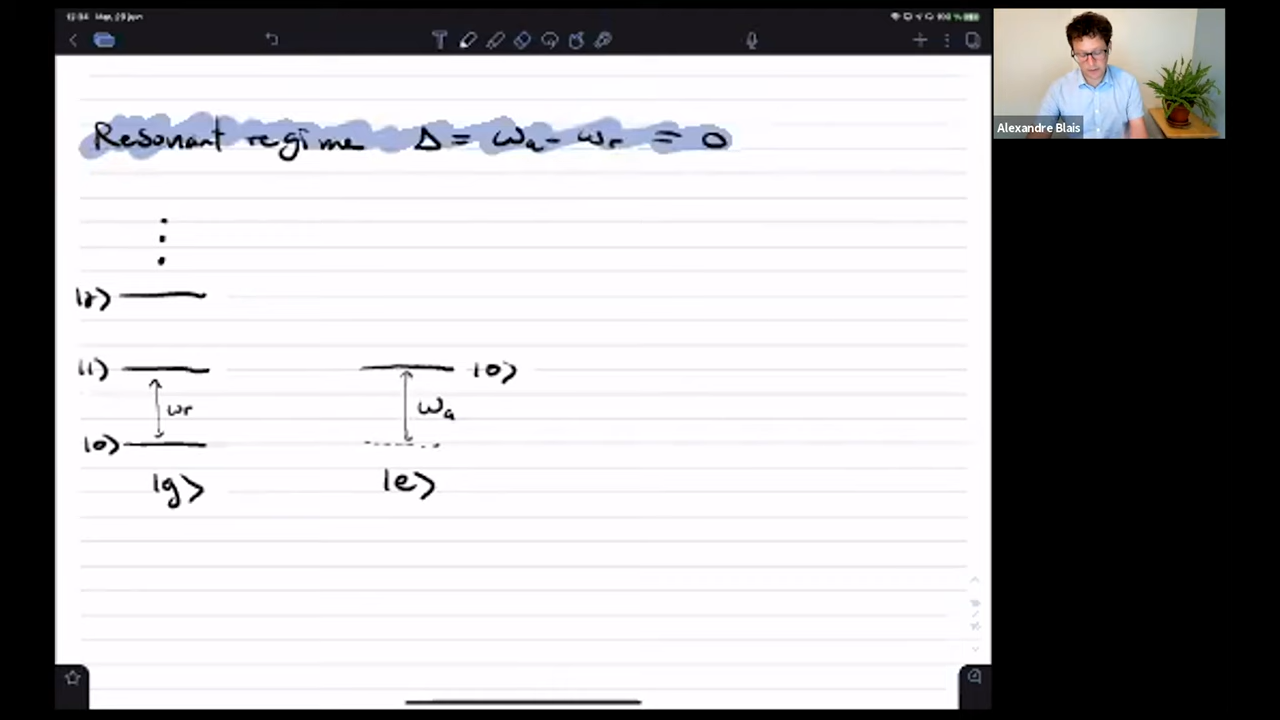 Resonant regime Δ = ωa - ωr = 0
|2>
|1>
|0>
ωr
ωa
|0>
|g>
|e>
Alexandre Blais